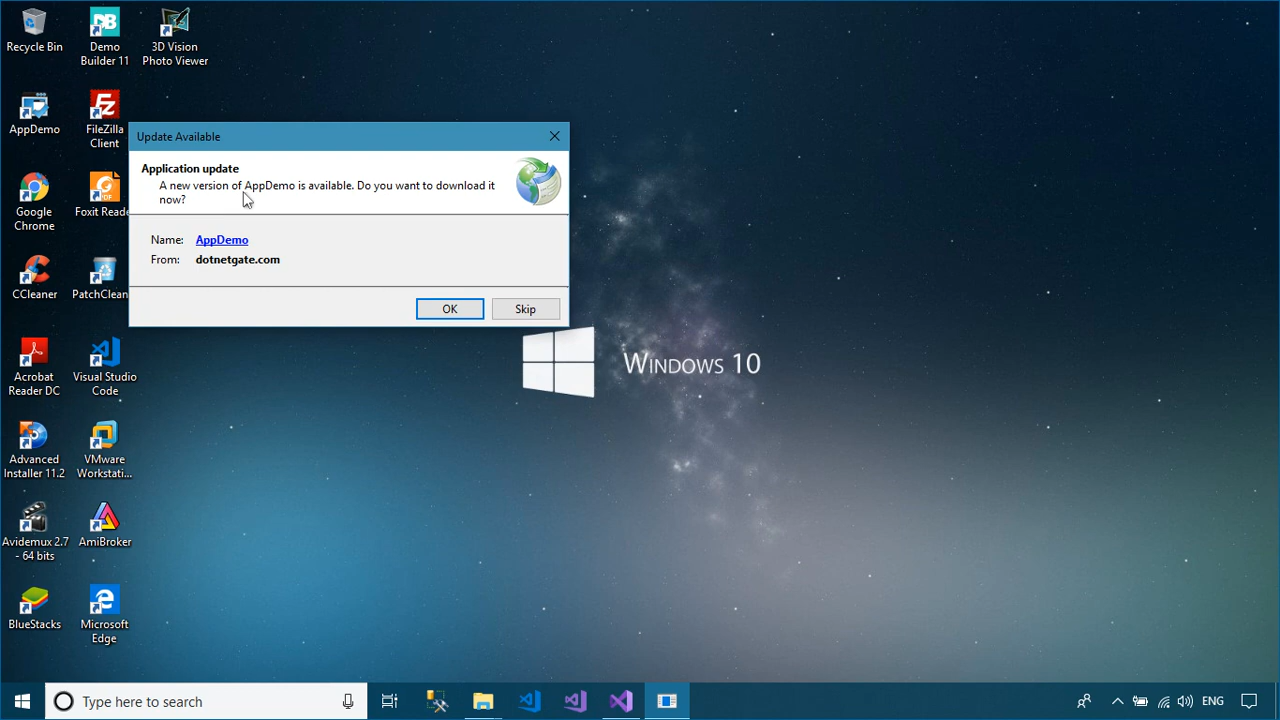 Recycle Bin
Demo
Builder 11
3D Vision
Photo Viewer
AppDemo
FileZilla
Client
Update Available
Application update
A new version of AppDemo is available. Do you want to download it
now?
Name: AppDemo
From: dotnetgate.com
OK
Skip
Google
Chrome
Foxit Reade
CCleaner
PatchClean
Acrobat
Reader DC
Visual Studio
Code
WINDOWS 10
Advanced
Installer 11.2
VMware
Workstati...
Avidemux 2.7
- 64 bits
AmiBroker
BlueStacks
Microsoft
Edge
Type here to search
ENG